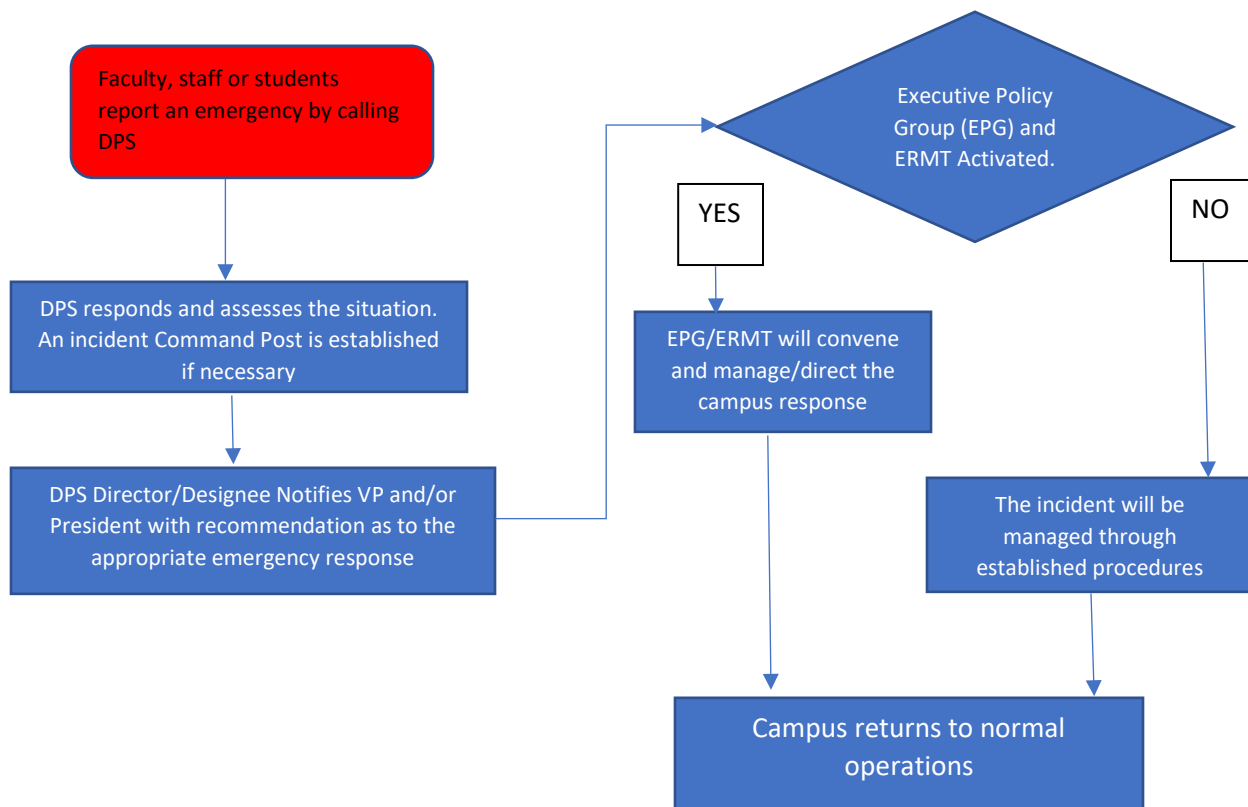 Faculty, staff or students
report an emergency by calling
DPS
DPS responds and assesses the situation.
An incident Command Post is established
if necessary
DPS Director/Designee Notifies VP and/or
President with recommendation as to the
appropriate emergency response
Executive Policy
Group (EPG) and
ERMT Activated.
YES
NO
EPG/ERMT will convene
and manage/direct the
campus response
The incident will be
managed through
established procedures
Campus returns to normal
operations